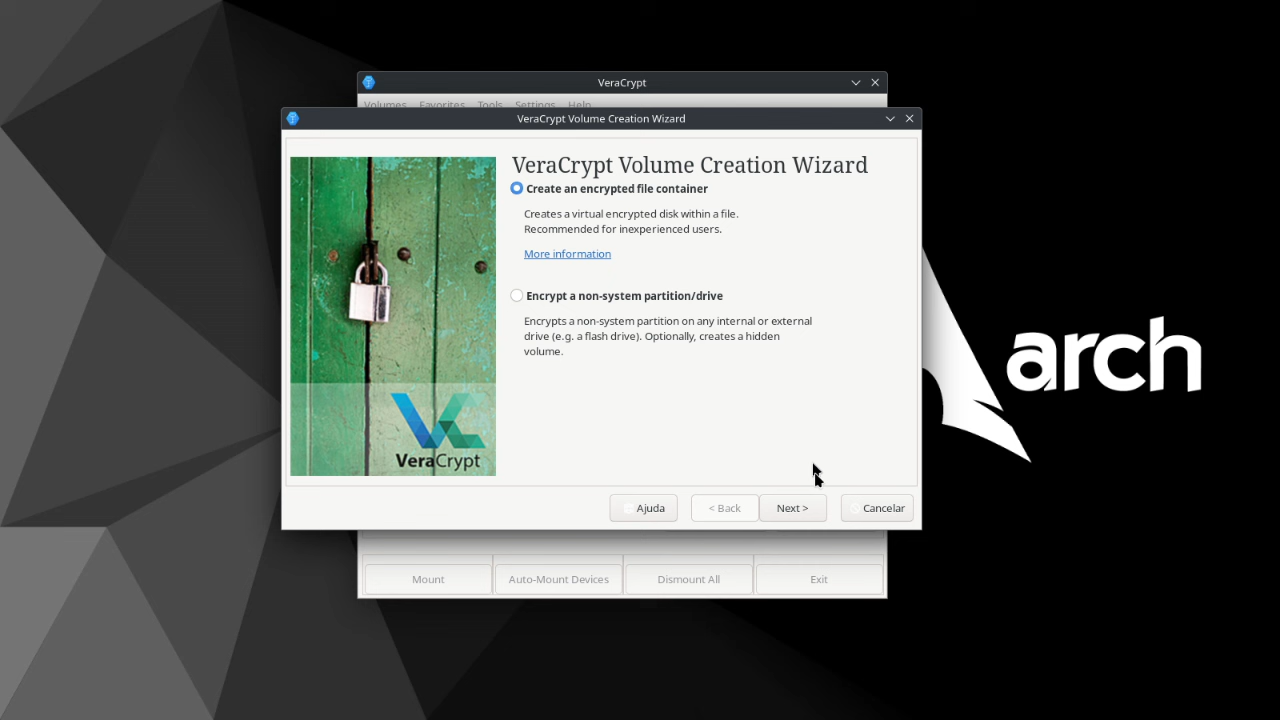 VeraCrypt
Volumes Favorites Tools Settings Help
VeraCrypt Volume Creation Wizard
VeraCrypt Volume Creation Wizard
Create an encrypted file container
Creates a virtual encrypted disk within a file.
Recommended for inexperienced users.
More information
Encrypt a non-system partition/drive
Encrypts a non-system partition on any internal or external
drive (e.g. a flash drive). Optionally, creates a hidden
volume.
VeraCrypt
Ajuda
< Back
Next >
Cancelar
Mount
Auto-Mount Devices
Dismount All
Exit
arch